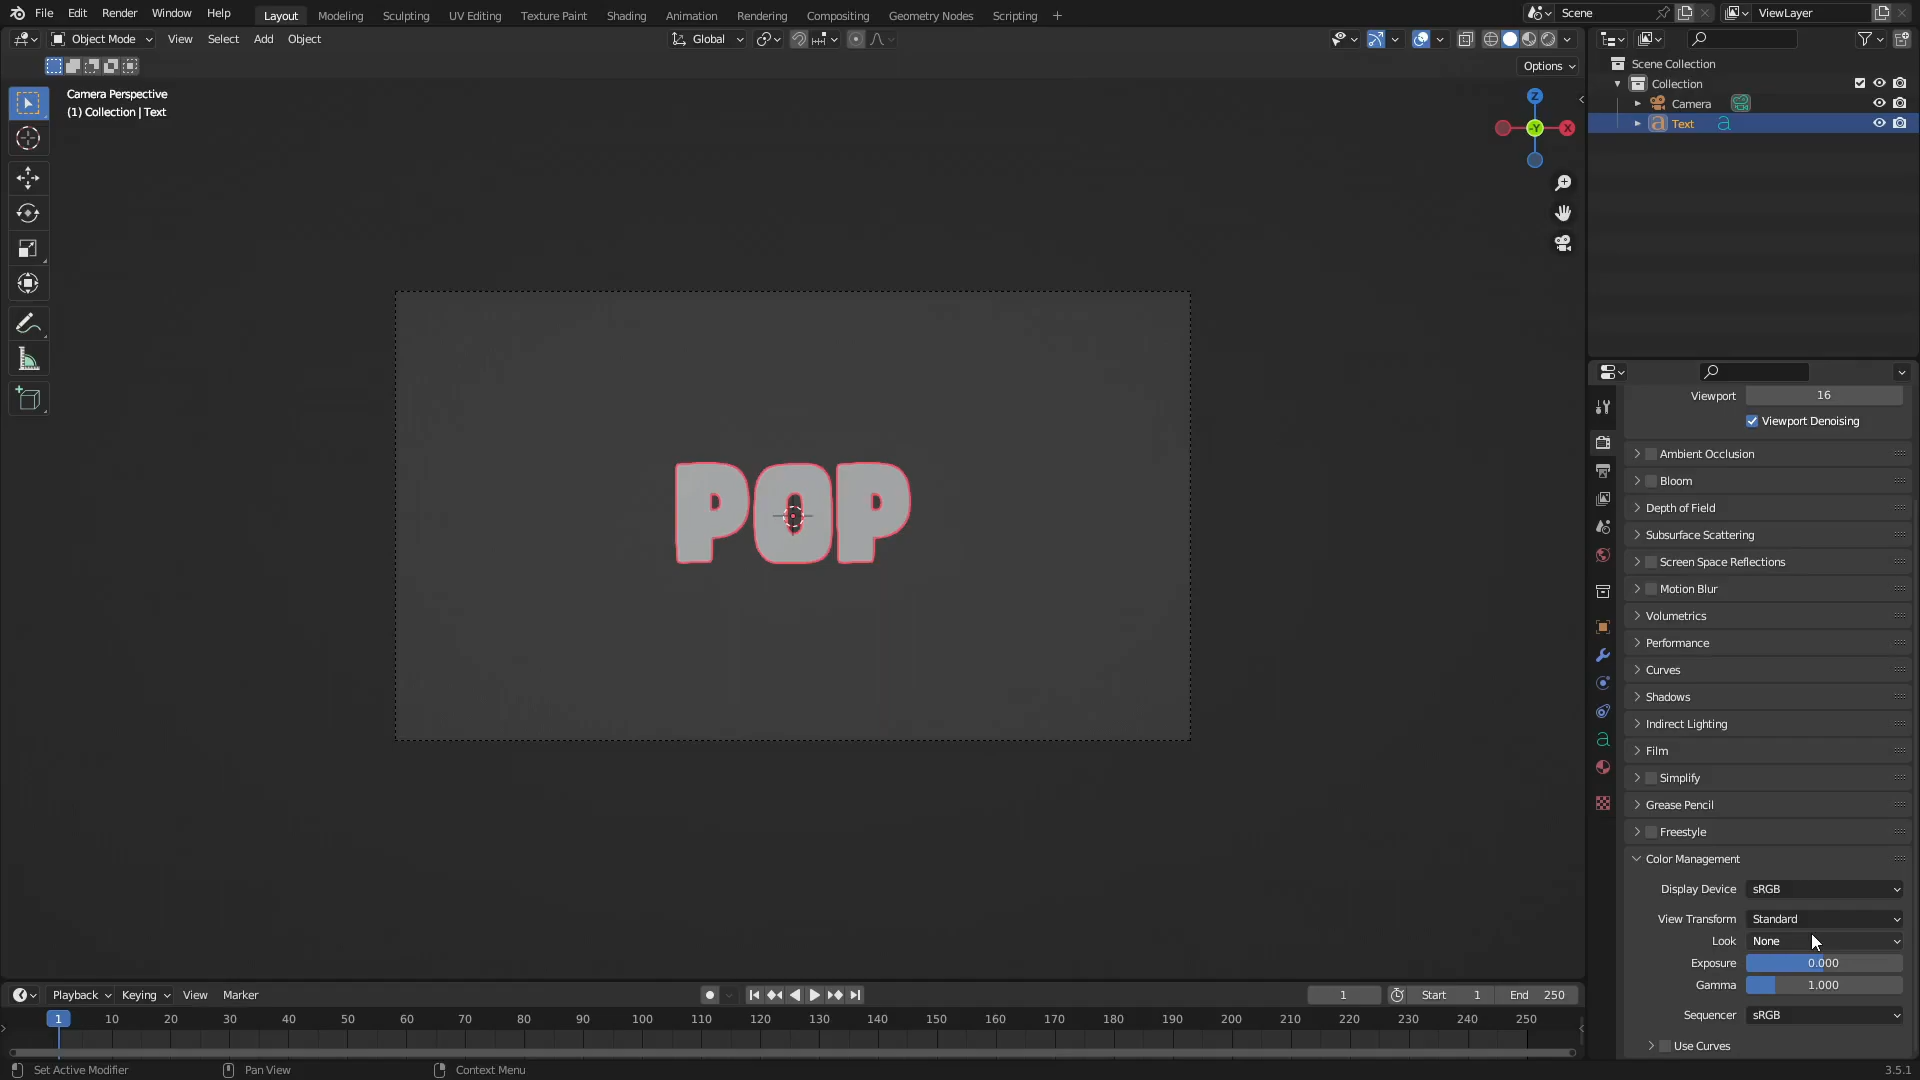 File Edit Render Window Help Layout Modeling Sculpting UV Editing Texture Paint Shading Animation Rendering Compositing Geometry Nodes Scripting + Scene ViewLayer
Object Mode View Select Add Object Global
Options
Camera Perspective
(1) Collection | Text
Z
-Y X
POP
Scene Collection
Collection
Camera
Text
Viewport 16
Viewport Denoising
Ambient Occlusion
Bloom
Depth of Field
Subsurface Scattering
Screen Space Reflections
Motion Blur
Volumetrics
Performance
Curves
Shadows
Indirect Lighting
Film
Simplify
Grease Pencil
Freestyle
Color Management
Display Device sRGB
View Transform Standard
Look None
Exposure 0.000
Gamma 1.000
Sequencer sRGB
Use Curves
Playback Keying View Marker 1 Start 1 End 250
1 10 20 30 40 50 60 70 80 90 100 110 120 130 140 150 160 170 180 190 200 210 220 230 240 250
Set Active Modifier Pan View Context Menu 3.5.1